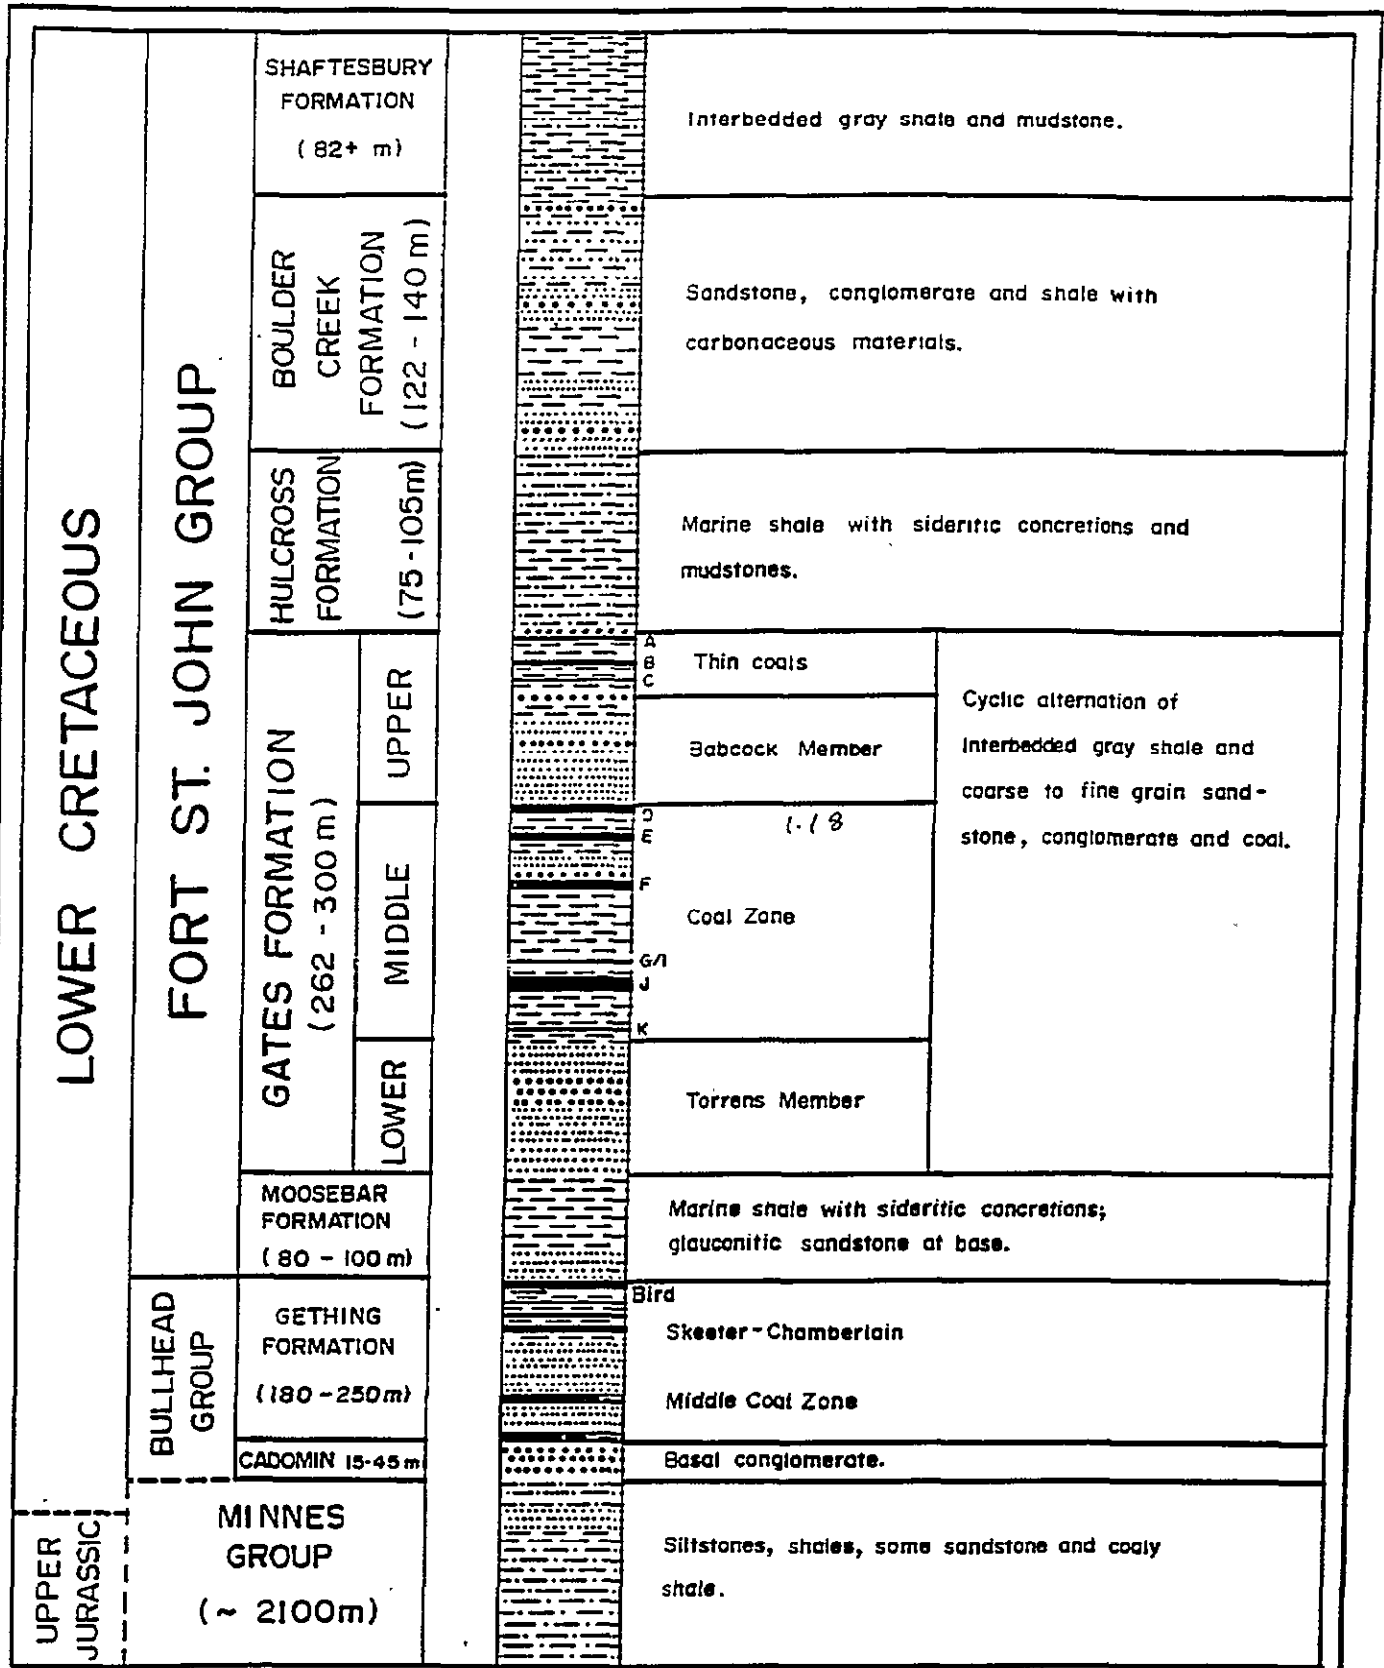 LOWER CRETACEOUS
UPPER
JURASSIC
FORT ST. JOHN GROUP
BULLHEAD
GROUP
MINNES
GROUP
(~ 2100m)
SHAFTESBURY
FORMATION
(82+ m)
Interbedded gray shale and mudstone.
BOULDER
CREEK
FORMATION
(122 - 140 m)
Sandstone, conglomerate and shale with
carbonaceous materials.
HULCROSS
FORMATION
(75 - 105m)
Marine shale with sideritic concretions and
mudstones.
GATES FORMATION
(262 - 300 m)
UPPER
MIDDLE
LOWER
A
B
C
Thin coals
Babcock Member
D
E
1.18
F
Coal Zone
G/I
J
K
Torrens Member
Cyclic alternation of
interbedded gray shale and
coarse to fine grain sand-
stone, conglomerate and coal.
MOOSEBAR
FORMATION
(80 - 100 m)
Marine shale with sideritic concretions;
glauconitic sandstone at base.
GETHING
FORMATION
(180 - 250m)
Bird
Skeeter-Chamberlain
Middle Coal Zone
CADOMIN 15-45 m
Basal conglomerate.
Siltstones, shales, some sandstone and coaly
shale.